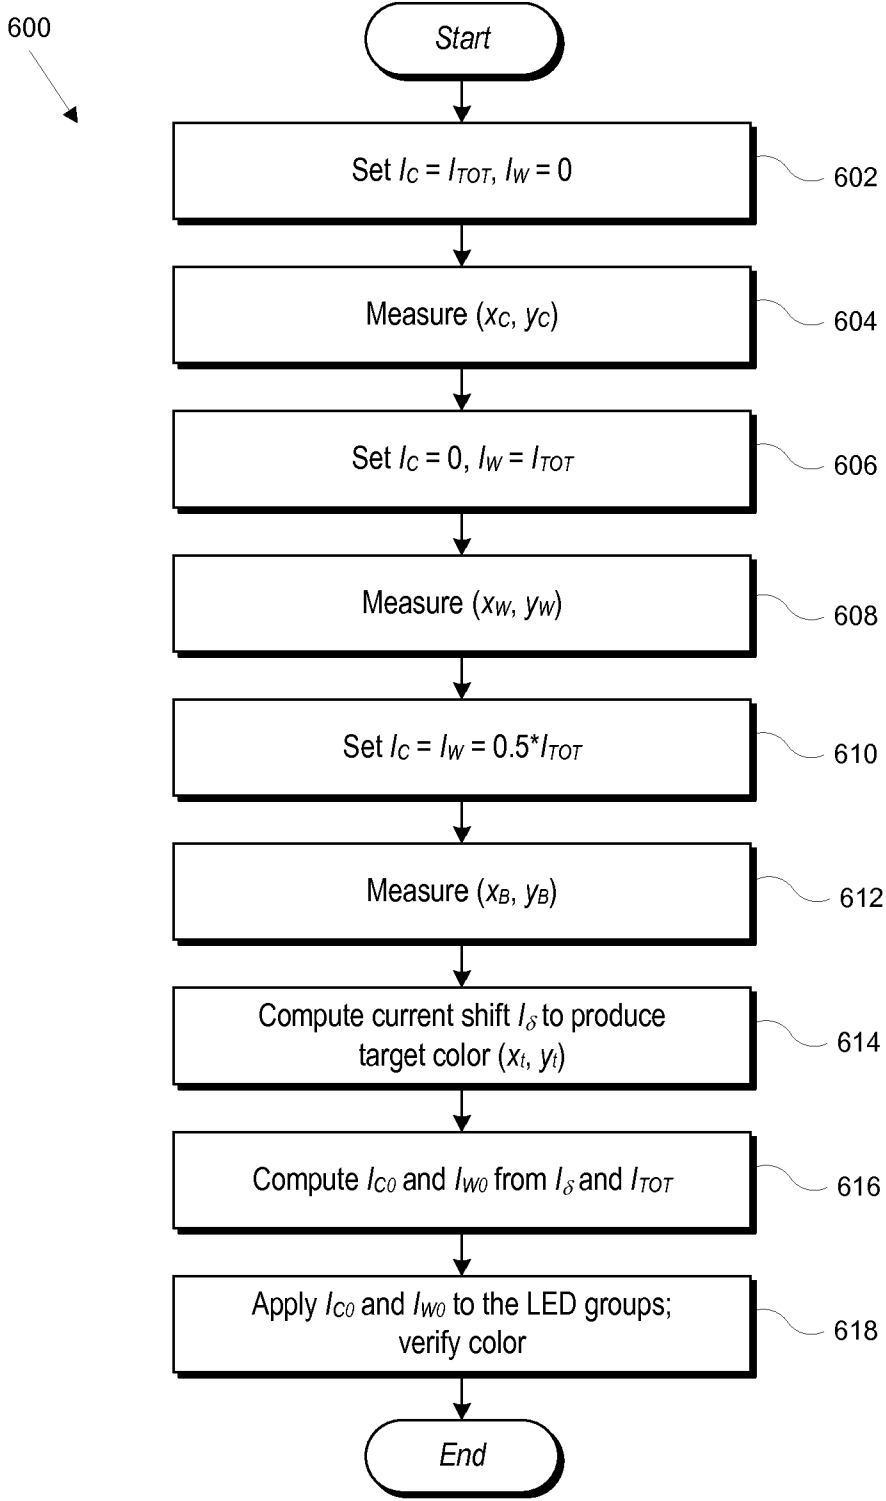 600
Start
Set IC = ITOT, IW = 0
602
Measure (xC, yC)
604
Set IC = 0, IW = ITOT
606
Measure (xW, yW)
608
Set IC = IW = 0.5*ITOT
610
Measure (xB, yB)
612
Compute current shift Iδ to produce
target color (xt, yt)
614
Compute IC0 and IW0 from Iδ and ITOT
616
Apply IC0 and IW0 to the LED groups;
verify color
618
End